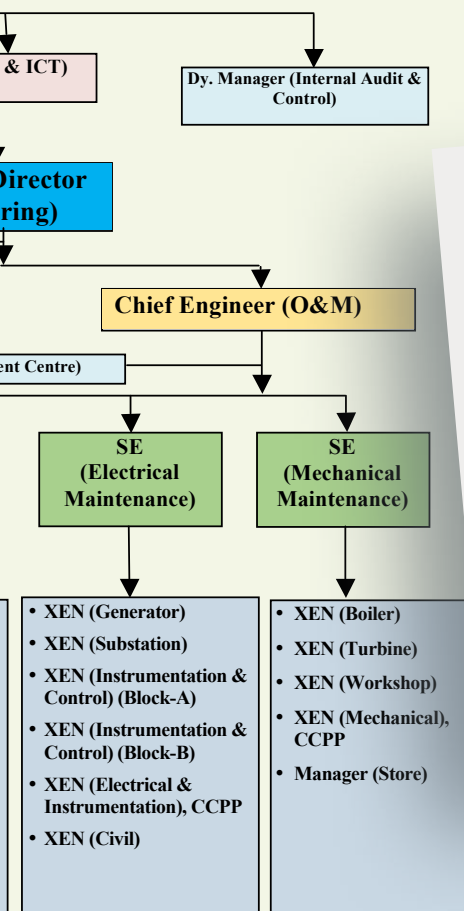 & ICT)
Dy. Manager (Internal Audit &
Control)
Director
ring)
Chief Engineer (O&M)
ent Centre)
SE
(Electrical
Maintenance)
SE
(Mechanical
Maintenance)
• XEN (Generator)
• XEN (Substation)
• XEN (Instrumentation &
Control) (Block-A)
• XEN (Instrumentation &
Control) (Block-B)
• XEN (Electrical &
Instrumentation), CCPP
• XEN (Civil)
• XEN (Boiler)
• XEN (Turbine)
• XEN (Workshop)
• XEN (Mechanical),
CCPP
• Manager (Store)